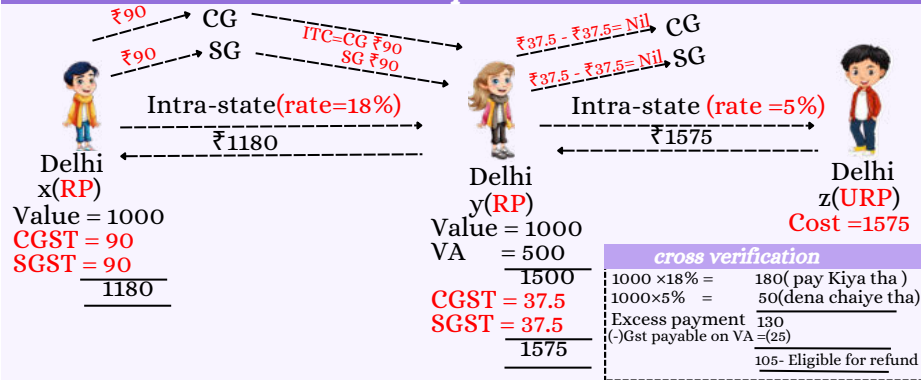 ₹90
CG
₹90
SG
ITC=CG ₹90
SG ₹90
₹37.5 - ₹37.5= Nil
CG
₹37.5 - ₹37.5= Nil
SG
Intra-state(rate=18%)
₹1180
Intra-state (rate =5%)
₹1575
Delhi
x(RP)
Value = 1000
CGST = 90
SGST = 90
1180
Delhi
y(RP)
Value = 1000
VA = 500
1500
CGST = 37.5
SGST = 37.5
1575
Delhi
z(URP)
Cost =1575
cross verification
1000 ×18% = 180( pay Kiya tha )
1000×5% = 50(dena chaiye tha)
Excess payment 130
(-)Gst payable on VA =(25)
105- Eligible for refund